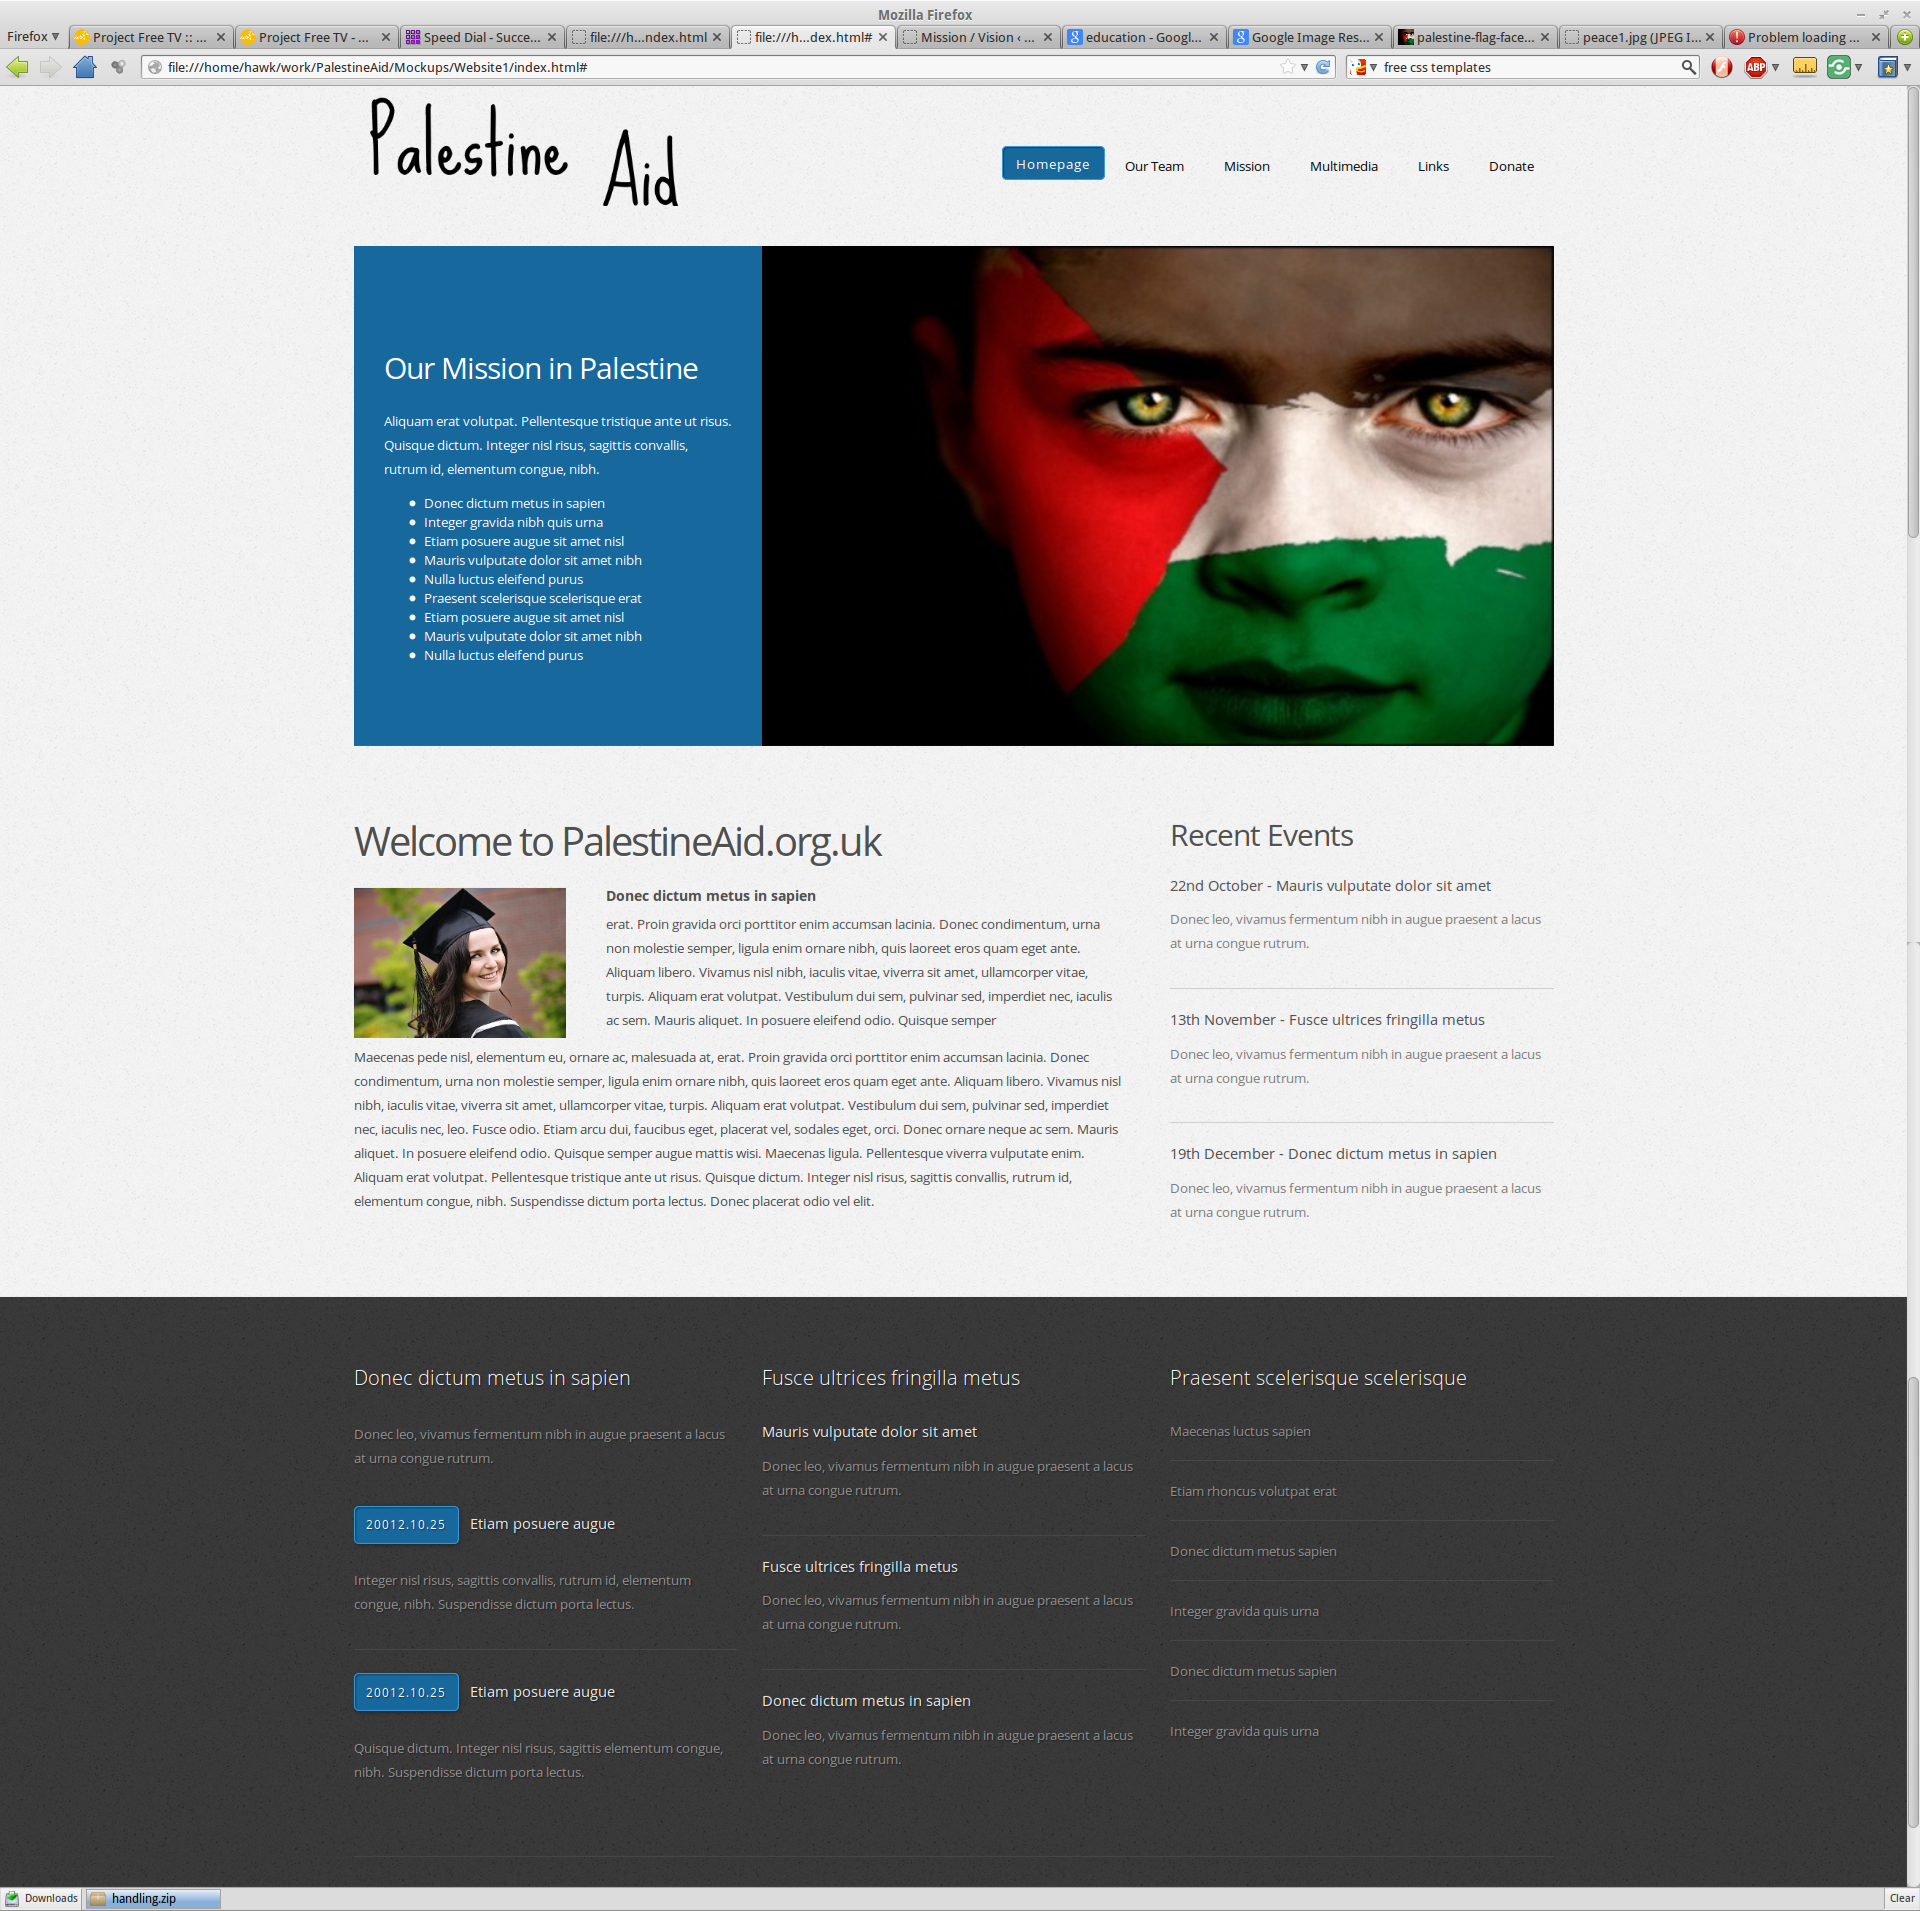 Mozilla Firefox
Firefox
Project Free TV :: ...
Project Free TV - ...
Speed Dial - Succe...
file:///h...ndex.html
file:///h...dex.html#
Mission / Vision ‹ ...
education - Googl...
Google Image Res...
palestine-flag-face...
peace1.jpg (JPEG I...
Problem loading ...
file:///home/hawk/work/PalestineAid/Mockups/Website1/index.html#
free css templates
ABP
Palestine Aid
Homepage
Our Team
Mission
Multimedia
Links
Donate
Our Mission in Palestine
Aliquam erat volutpat. Pellentesque tristique ante ut risus.
Quisque dictum. Integer nisl risus, sagittis convallis,
rutrum id, elementum congue, nibh.
Donec dictum metus in sapien
Integer gravida nibh quis urna
Etiam posuere augue sit amet nisl
Mauris vulputate dolor sit amet nibh
Nulla luctus eleifend purus
Praesent scelerisque scelerisque erat
Etiam posuere augue sit amet nisl
Mauris vulputate dolor sit amet nibh
Nulla luctus eleifend purus
Welcome to PalestineAid.org.uk
Donec dictum metus in sapien
erat. Proin gravida orci porttitor enim accumsan lacinia. Donec condimentum, urna
non molestie semper, ligula enim ornare nibh, quis laoreet eros quam eget ante.
Aliquam libero. Vivamus nisl nibh, iaculis vitae, viverra sit amet, ullamcorper vitae,
turpis. Aliquam erat volutpat. Vestibulum dui sem, pulvinar sed, imperdiet nec, iaculis
ac sem. Mauris aliquet. In posuere eleifend odio. Quisque semper
Maecenas pede nisl, elementum eu, ornare ac, malesuada at, erat. Proin gravida orci porttitor enim accumsan lacinia. Donec
condimentum, urna non molestie semper, ligula enim ornare nibh, quis laoreet eros quam eget ante. Aliquam libero. Vivamus nisl
nibh, iaculis vitae, viverra sit amet, ullamcorper vitae, turpis. Aliquam erat volutpat. Vestibulum dui sem, pulvinar sed, imperdiet
nec, iaculis nec, leo. Fusce odio. Etiam arcu dui, faucibus eget, placerat vel, sodales eget, orci. Donec ornare neque ac sem. Mauris
aliquet. In posuere eleifend odio. Quisque semper augue mattis wisi. Maecenas ligula. Pellentesque viverra vulputate enim.
Aliquam erat volutpat. Pellentesque tristique ante ut risus. Quisque dictum. Integer nisl risus, sagittis convallis, rutrum id,
elementum congue, nibh. Suspendisse dictum porta lectus. Donec placerat odio vel elit.
Recent Events
22nd October - Mauris vulputate dolor sit amet
Donec leo, vivamus fermentum nibh in augue praesent a lacus
at urna congue rutrum.
13th November - Fusce ultrices fringilla metus
Donec leo, vivamus fermentum nibh in augue praesent a lacus
at urna congue rutrum.
19th December - Donec dictum metus in sapien
Donec leo, vivamus fermentum nibh in augue praesent a lacus
at urna congue rutrum.
Donec dictum metus in sapien
Donec leo, vivamus fermentum nibh in augue praesent a lacus
at urna congue rutrum.
20012.10.25 Etiam posuere augue
Integer nisl risus, sagittis convallis, rutrum id, elementum
congue, nibh. Suspendisse dictum porta lectus.
20012.10.25 Etiam posuere augue
Quisque dictum. Integer nisl risus, sagittis elementum congue,
nibh. Suspendisse dictum porta lectus.
Fusce ultrices fringilla metus
Mauris vulputate dolor sit amet
Donec leo, vivamus fermentum nibh in augue praesent a lacus
at urna congue rutrum.
Fusce ultrices fringilla metus
Donec leo, vivamus fermentum nibh in augue praesent a lacus
at urna congue rutrum.
Donec dictum metus in sapien
Donec leo, vivamus fermentum nibh in augue praesent a lacus
at urna congue rutrum.
Praesent scelerisque scelerisque
Maecenas luctus sapien
Etiam rhoncus volutpat erat
Donec dictum metus sapien
Integer gravida quis urna
Donec dictum metus sapien
Integer gravida quis urna
Downloads
handling.zip
Clear